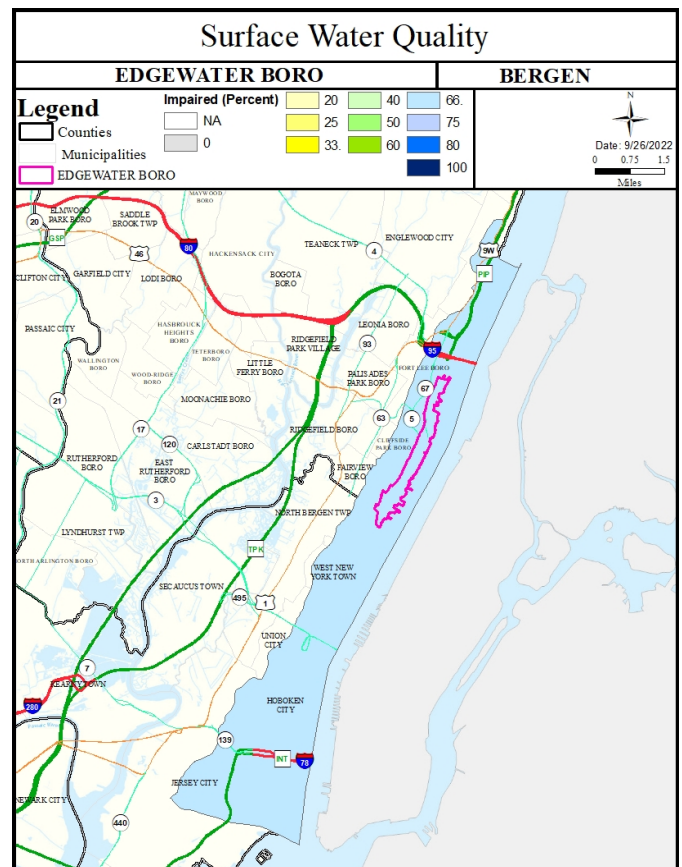 Surface Water Quality
EDGEWATER BORO
BERGEN
Legend
Counties
Municipalities
EDGEWATER BORO
Impaired (Percent)
NA
0
20
25
33.
40
50
60
66.
75
80
100
N
Date: 9/26/2022
0 0.75 1.5
Miles
MAYWOOD
BORO
ELMWOOD
PARK BORO
SADDLE
BROOK TWP
20
GSP
46
80
HACKENSACK CITY
TEANECK TWP
ENGLEWOOD CITY
4
9W
PIP
CLIFTON CITY
GARFIELD CITY
LODI BORO
BOGOTA
BORO
PASSAIC CITY
HASBROUCK
HEIGHTS
BORO
TETERBORO
BORO
RIDGEFIELD
PARK VILLAGE
LEONIA BORO
93
95
WALLINGTON
BORO
WOOD-RIDGE
BORO
LITTLE
FERRY BORO
PALISADES
PARK BORO
FORT LEE BORO
67
21
MOONACHIE BORO
63
5
17
120
CARLSTADT BORO
RIDGEFIELD BORO
CLIFFSIDE
PARK BORO
RUTHERFORD
BORO
EAST
RUTHERFORD
BORO
FAIRVIEW
BORO
3
LYNDHURST TWP
NORTH BERGEN TWP
NORTH ARLINGTON BORO
TPK
WEST NEW
YORK TOWN
SECAUCUS TOWN
495
1
UNION
CITY
7
KEARNY TOWN
280
HOBOKEN
CITY
139
INT
78
JERSEY CITY
NEWARK CITY
440